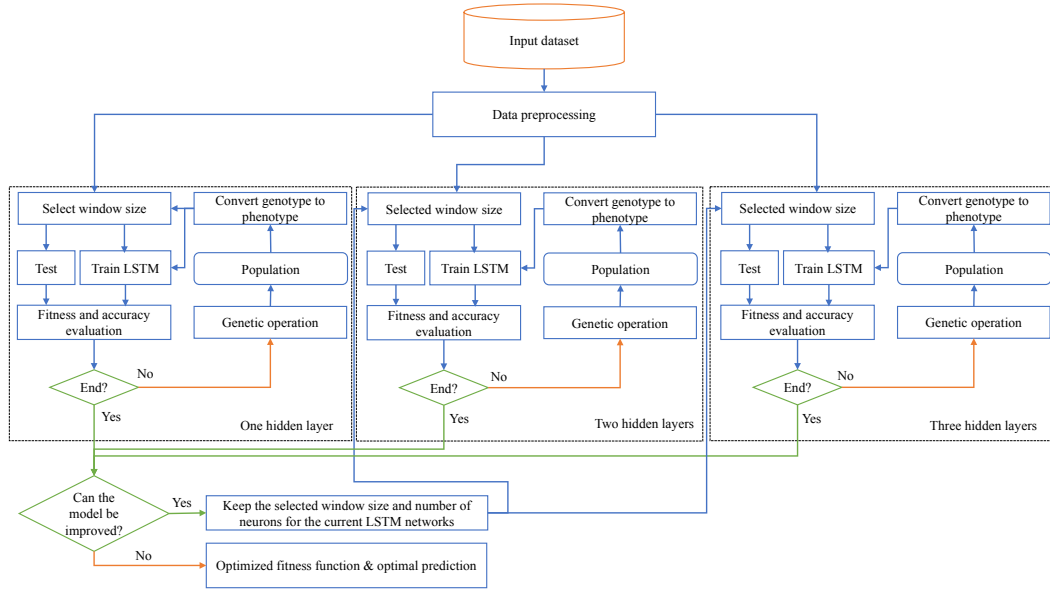 Input dataset
Data preprocessing
Select window size
Convert genotype to
phenotype
Test
Train LSTM
Population
Fitness and accuracy
evaluation
Genetic operation
End?
No
Yes
One hidden layer
Selected window size
Convert genotype to
phenotype
Test
Train LSTM
Population
Fitness and accuracy
evaluation
Genetic operation
End?
No
Yes
Two hidden layers
Selected window size
Convert genotype to
phenotype
Test
Train LSTM
Population
Fitness and accuracy
evaluation
Genetic operation
End?
No
Yes
Three hidden layers
Can the
model be
improved?
Yes
Keep the selected window size and number of
neurons for the current LSTM networks
No
Optimized fitness function & optimal prediction